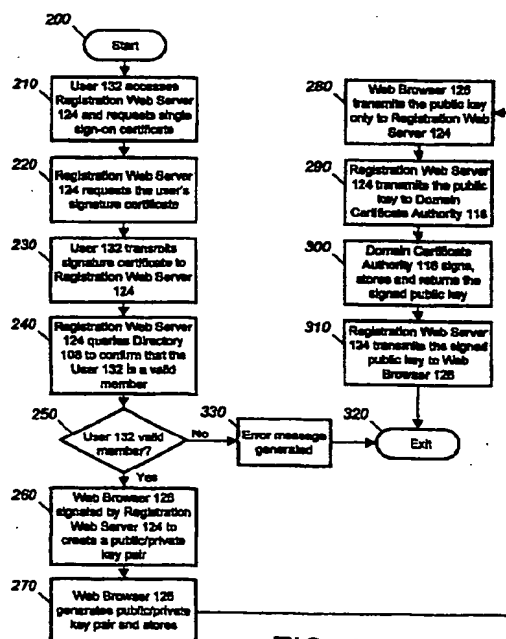 200
Start
210
User 132 accesses
Registration Web Server
124 and requests single
sign-on certificate
220
Registration Web Server
124 requests the user's
signature certificate
230
User 132 transmits
signature certificate to
Registration Web Server
124
240
Registration Web Server
124 queries Directory
108 to confirm that the
User 132 is a valid
member
250
User 132 valid
member?
No
330
Error message
generated
320
Exit
Yes
260
Web Browser 126
signaled by Registration
Web Server 124 to
create a public/private
key pair
270
Web Browser 126
generates public/private
key pair and stores
280
Web Browser 126
transmits the public key
only to Registration Web
Server 124
290
Registration Web Server
124 transmits the public
key to Domain
Certificate Authority 118
300
Domain Certificate
Authority 118 signs,
stores and returns the
signed public key
310
Registration Web Server
124 transmits the signed
public key to Web
Browser 126